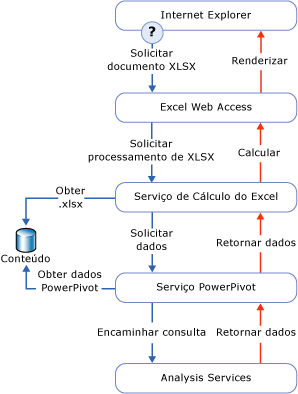 Internet Explorer
?
Solicitar
documento XLSX
Renderizar
Excel Web Access
Solicitar
processamento de XLSX
Calcular
Serviço de Cálculo do Excel
Obter
.xlsx
Solicitar
dados
Retornar dados
Conteúdo
Obter dados
PowerPivot
Serviço PowerPivot
Encaminhar consulta
Retornar dados
Analysis Services